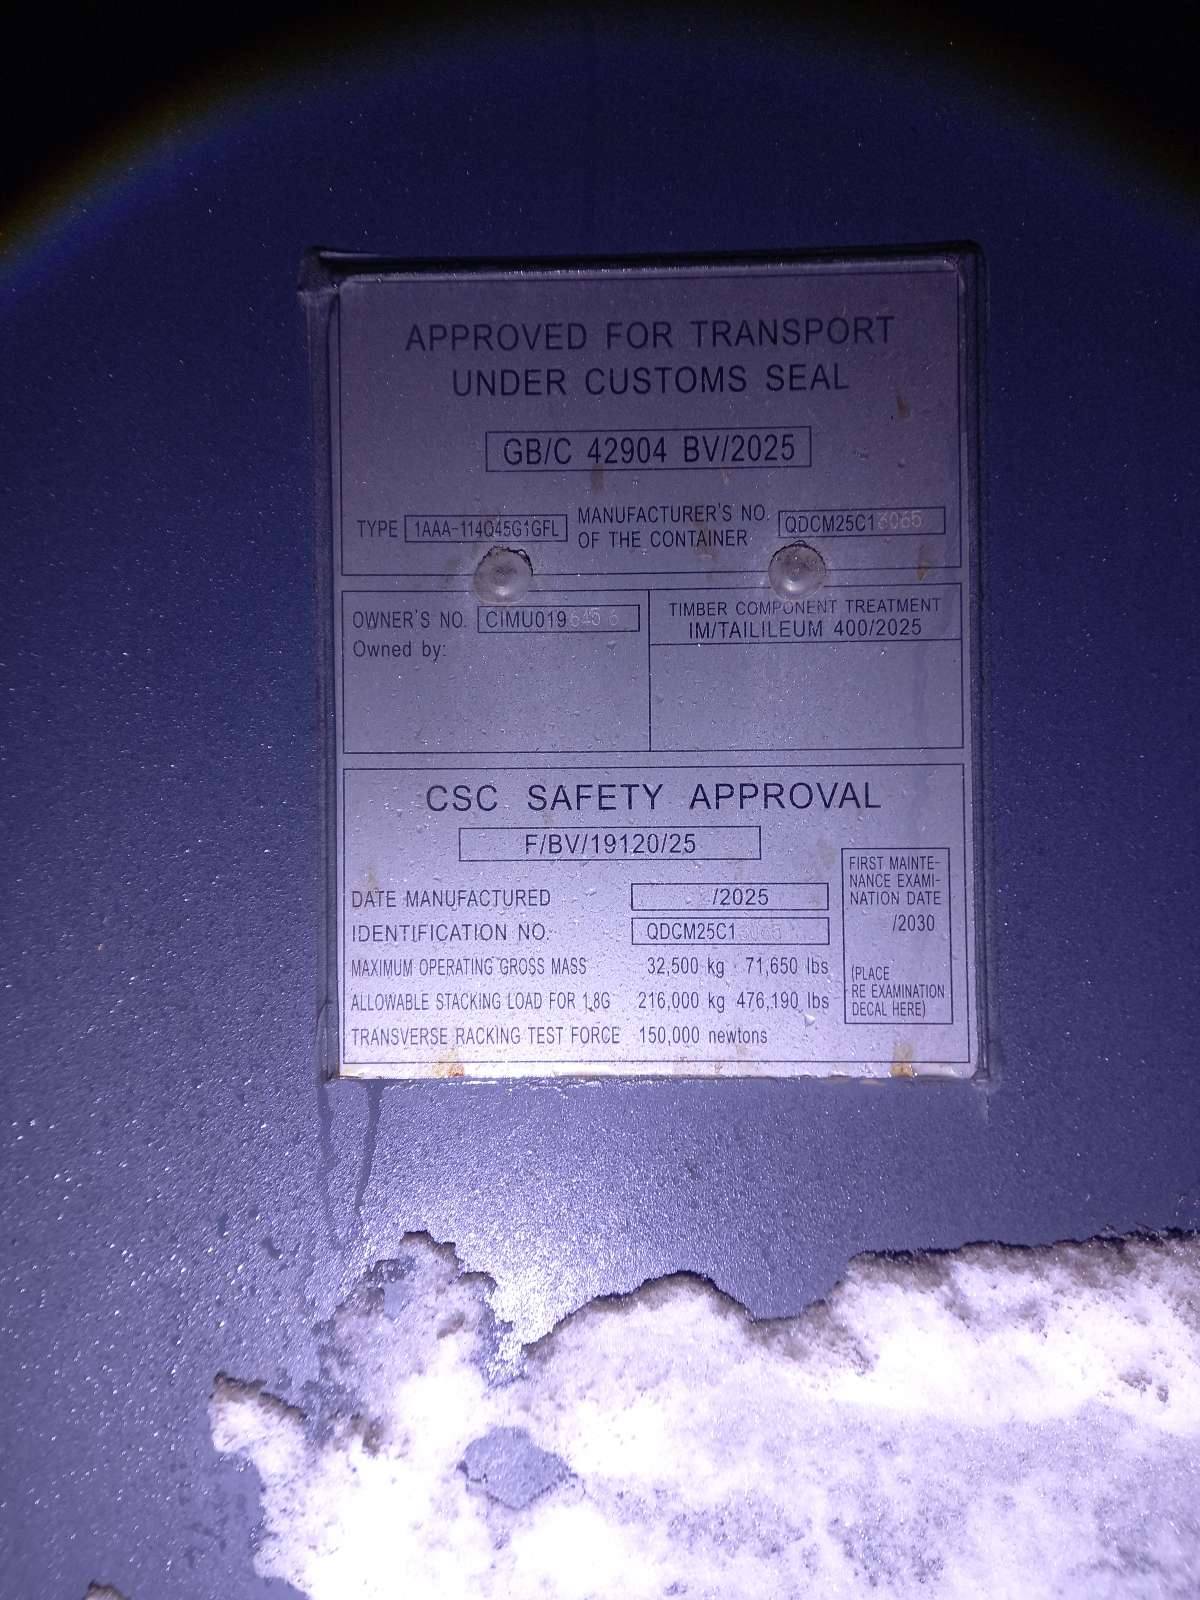 APPROVED FOR TRANSPORT
UNDER CUSTOMS SEAL
GB/C 42904 BV/2025
TYPE 1AAA-114Q45G1GFL
MANUFACTURER'S NO.
OF THE CONTAINER
QDCM25C1
OWNER'S NO. CIMU019
Owned by:
TIMBER COMPONENT TREATMENT
IM/TAILILEUM 400/2025
CSC SAFETY APPROVAL
F/BV/19120/25
DATE MANUFACTURED /2025
IDENTIFICATION NO. QDCM25C1
MAXIMUM OPERATING GROSS MASS 32,500 kg 71,650 lbs
ALLOWABLE STACKING LOAD FOR 1.8G 216,000 kg 476,190 lbs
TRANSVERSE RACKING TEST FORCE 150,000 newtons
FIRST MAINTE-
NANCE EXAMI-
NATION DATE
/2030
(PLACE
RE EXAMINATION
DECAL HERE)